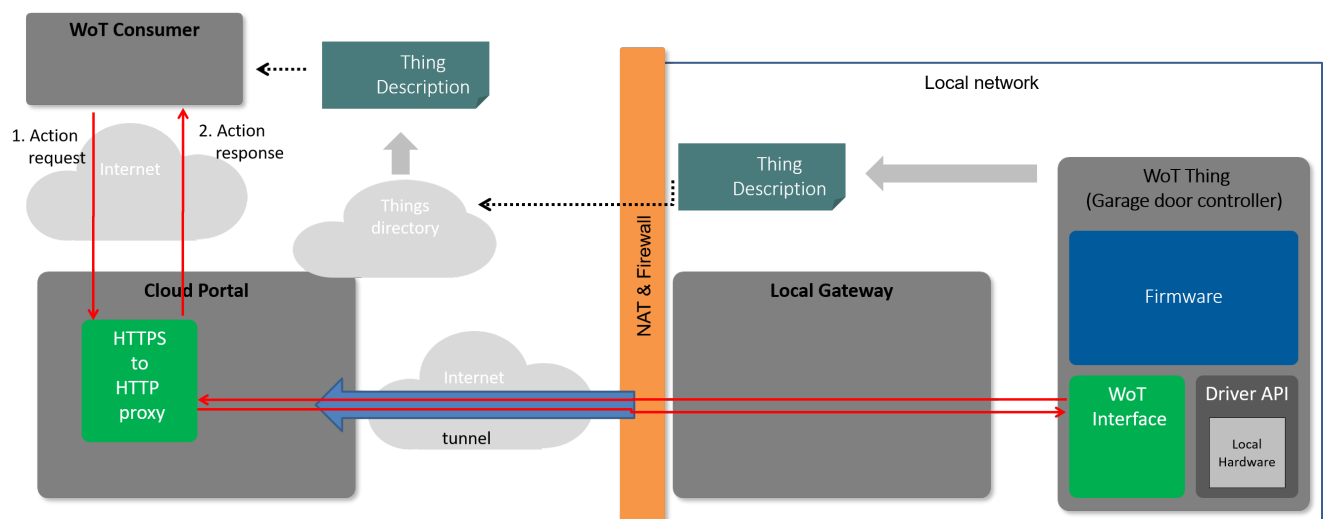 WoT Consumer
Thing
Description
Local network
1. Action
request
2. Action
response
Internet
Thing
Description
WoT Thing
(Garage door controller)
Things
directory
NAT & Firewall
Cloud Portal
Local Gateway
Firmware
HTTPS
to
HTTP
proxy
Internet
tunnel
WoT
Interface
Driver API
Local
Hardware